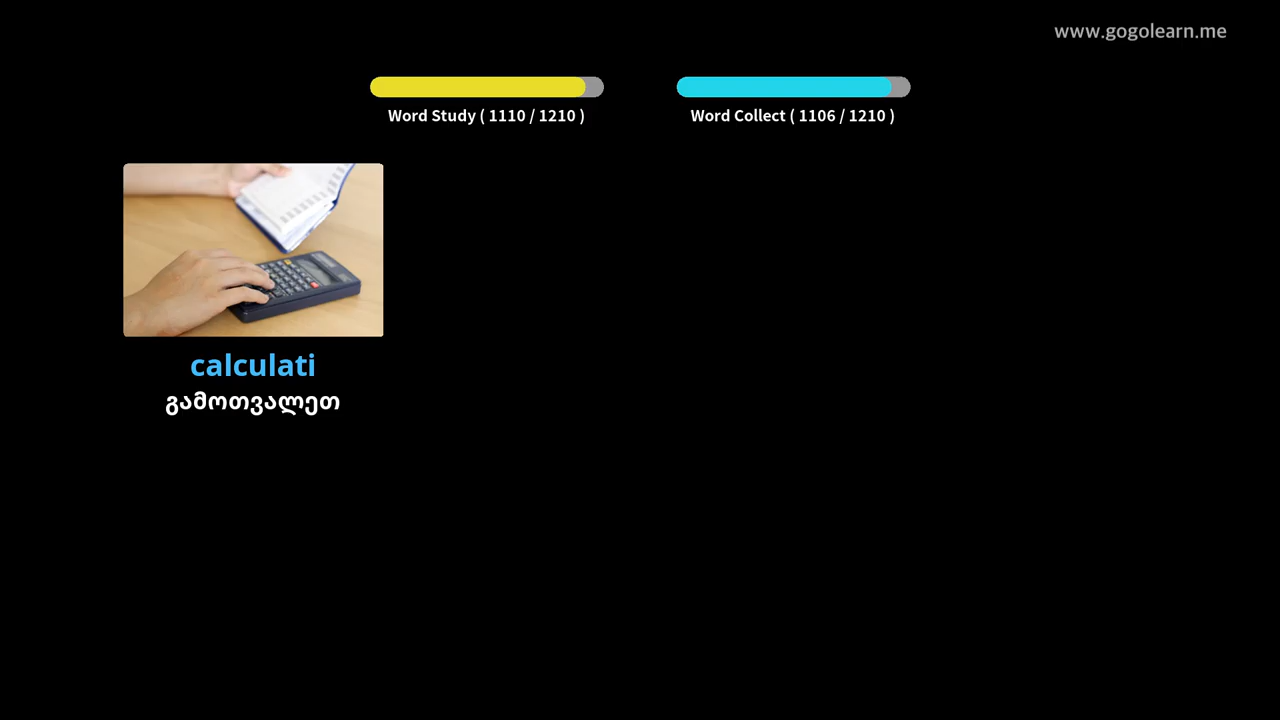 www.gogolearn.me
Word Study ( 1110 / 1210 )
Word Collect ( 1106 / 1210 )
calculati
გამოთვალეთ